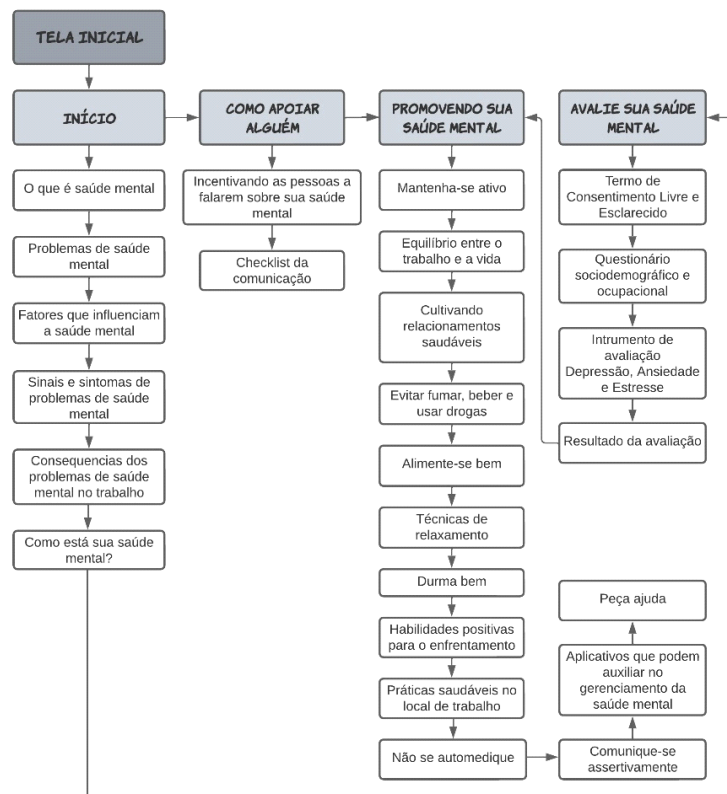 TELA INICIAL
INÍCIO
O que é saúde mental
Problemas de saúde
mental
Fatores que influenciam
a saúde mental
Sinais e sintomas de
problemas de saúde
mental
Consequencias dos
problemas de saúde
mental no trabalho
Como está sua saúde
mental?
COMO APOIAR
ALGUÉM
Incentivando as pessoas a
falarem sobre sua saúde
mental
Checklist da
comunicação
PROMOVENDO SUA
SAÚDE MENTAL
Mantenha-se ativo
Equilíbrio entre o
trabalho e a vida
Cultivando
relacionamentos
saudáveis
Evitar fumar, beber e
usar drogas
Alimente-se bem
Técnicas de
relaxamento
Durma bem
Habilidades positivas
para o enfrentamento
Práticas saudáveis no
local de trabalho
Não se automedique
AVALIE SUA SAÚDE
MENTAL
Termo de
Consentimento Livre e
Esclarecido
Questionário
sociodemográfico e
ocupacional
Intrumento de
avaliação
Depressão, Ansiedade
e Estresse
Resultado da avaliação
Peça ajuda
Aplicativos que podem
auxiliar no
gerenciamento da
saúde mental
Comunique-se
assertivamente